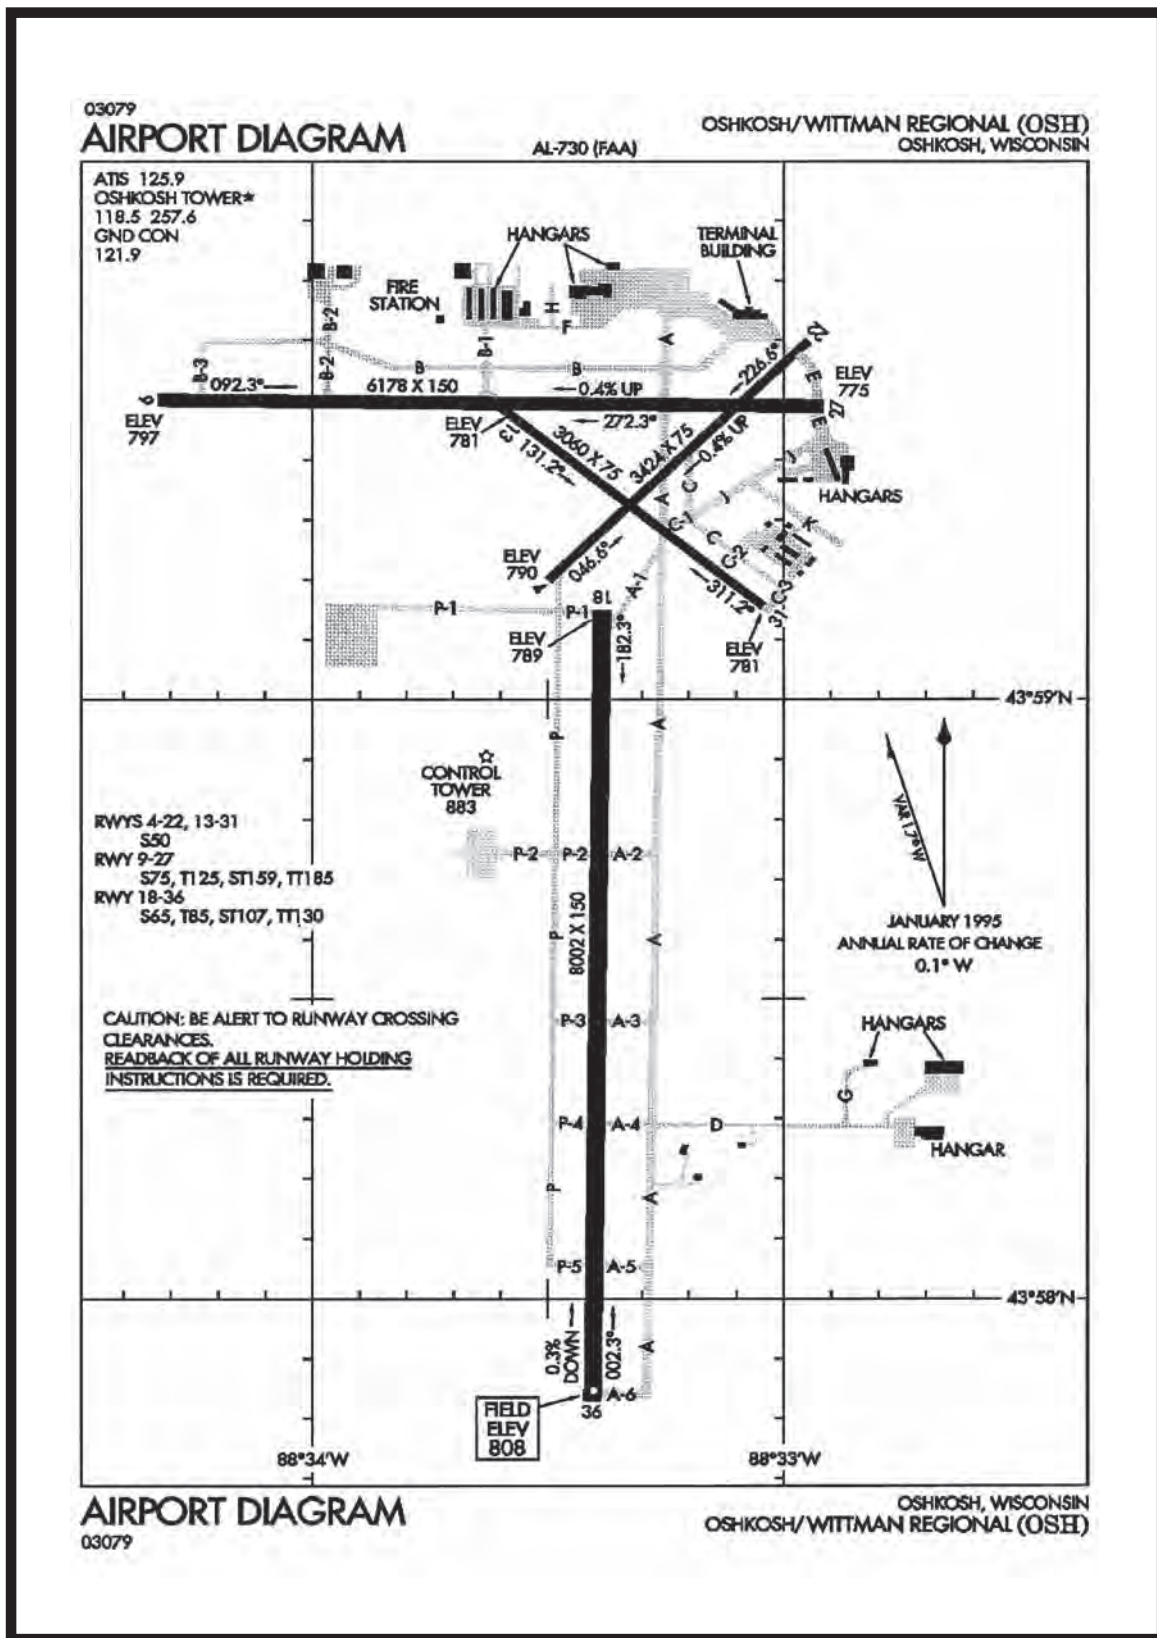 03079
AIRPORT DIAGRAM
AL-730 (FAA)
OSHKOSH/WITTMAN REGIONAL (OSH)
OSHKOSH, WISCONSIN
ATIS 125.9
OSHKOSH TOWER*
118.5 257.6
GND CON
121.9
HANGARS
TERMINAL
BUILDING
FIRE
STATION
B-2
H
F
A
22
B-3
B-2
B-1
B
B
226.6°
E
ELEV
775
092.3°
6178 X 150
0.4% UP
9
27
ELEV
797
ELEV
781
272.3°
E
13
131.2°
3060 X 75
3424 X 75
0.4% UP
J
HANGARS
A
C
J
C-1
C
K
C-2
ELEV
790
046.6°
4
A-1
311.2°
C-3
31
P-1
P-1
18
ELEV
789
182.3°
ELEV
781
43°59'N
P
A
CONTROL
TOWER
883
VAR 1.7° W
RWYS 4-22, 13-31
S50
RWY 9-27
S75, T125, ST159, TT185
RWY 18-36
S65, T85, ST107, TT130
P-2
P-2
A-2
8002 X 150
P
A
JANUARY 1995
ANNUAL RATE OF CHANGE
0.1° W
CAUTION: BE ALERT TO RUNWAY CROSSING
CLEARANCES.
READBACK OF ALL RUNWAY HOLDING
INSTRUCTIONS IS REQUIRED.
P-3
A-3
HANGARS
G
P-4
A-4
D
HANGAR
P
A
P-5
A-5
43°58'N
0.3%
DOWN
002.3°
A
A-6
36
FIELD
ELEV
808
88°34'W
88°33'W
AIRPORT DIAGRAM
03079
OSHKOSH, WISCONSIN
OSHKOSH/WITTMAN REGIONAL (OSH)